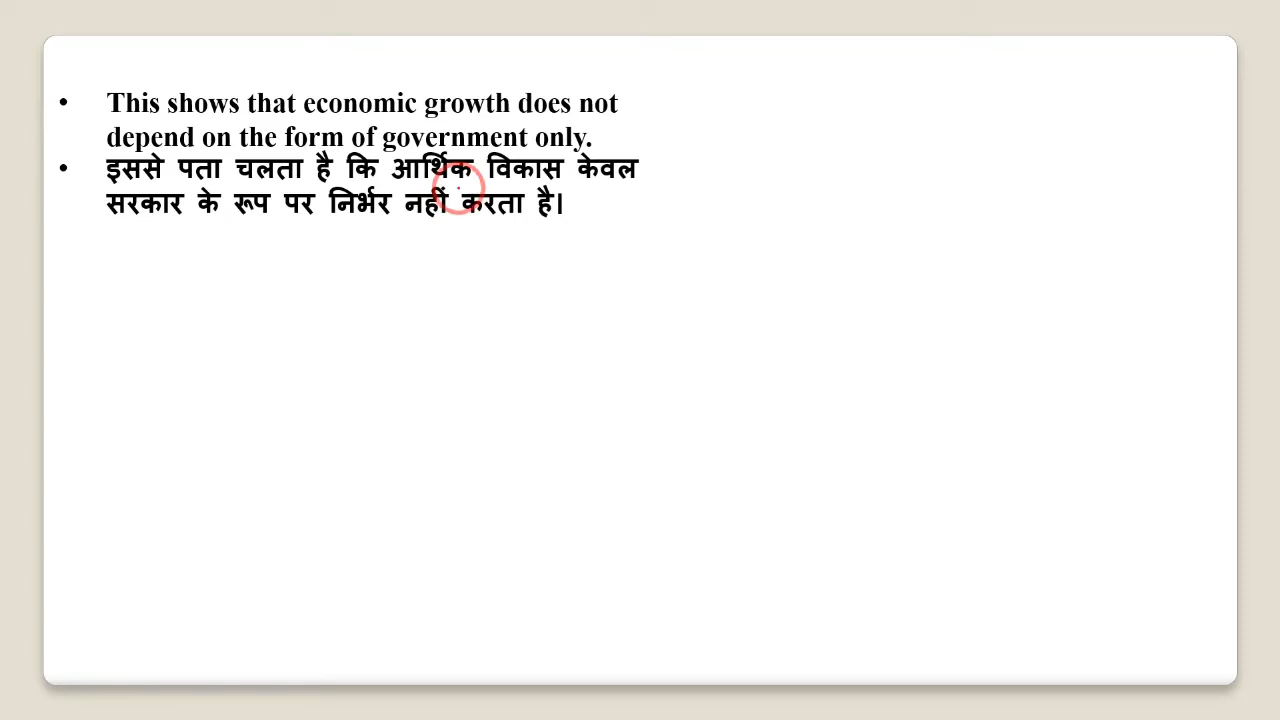 • This shows that economic growth does not
depend on the form of government only.
• इससे पता चलता है कि आर्थिक विकास केवल
सरकार के रूप पर निर्भर नहीं करता है।